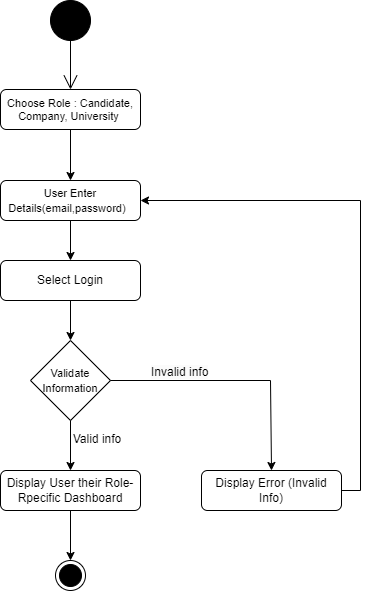 Choose Role : Candidate,
Company, University
User Enter
Details(email,password)
Select Login
Validate
Information
Invalid info
Valid info
Display User their Role-
Rpecific Dashboard
Display Error (Invalid
Info)